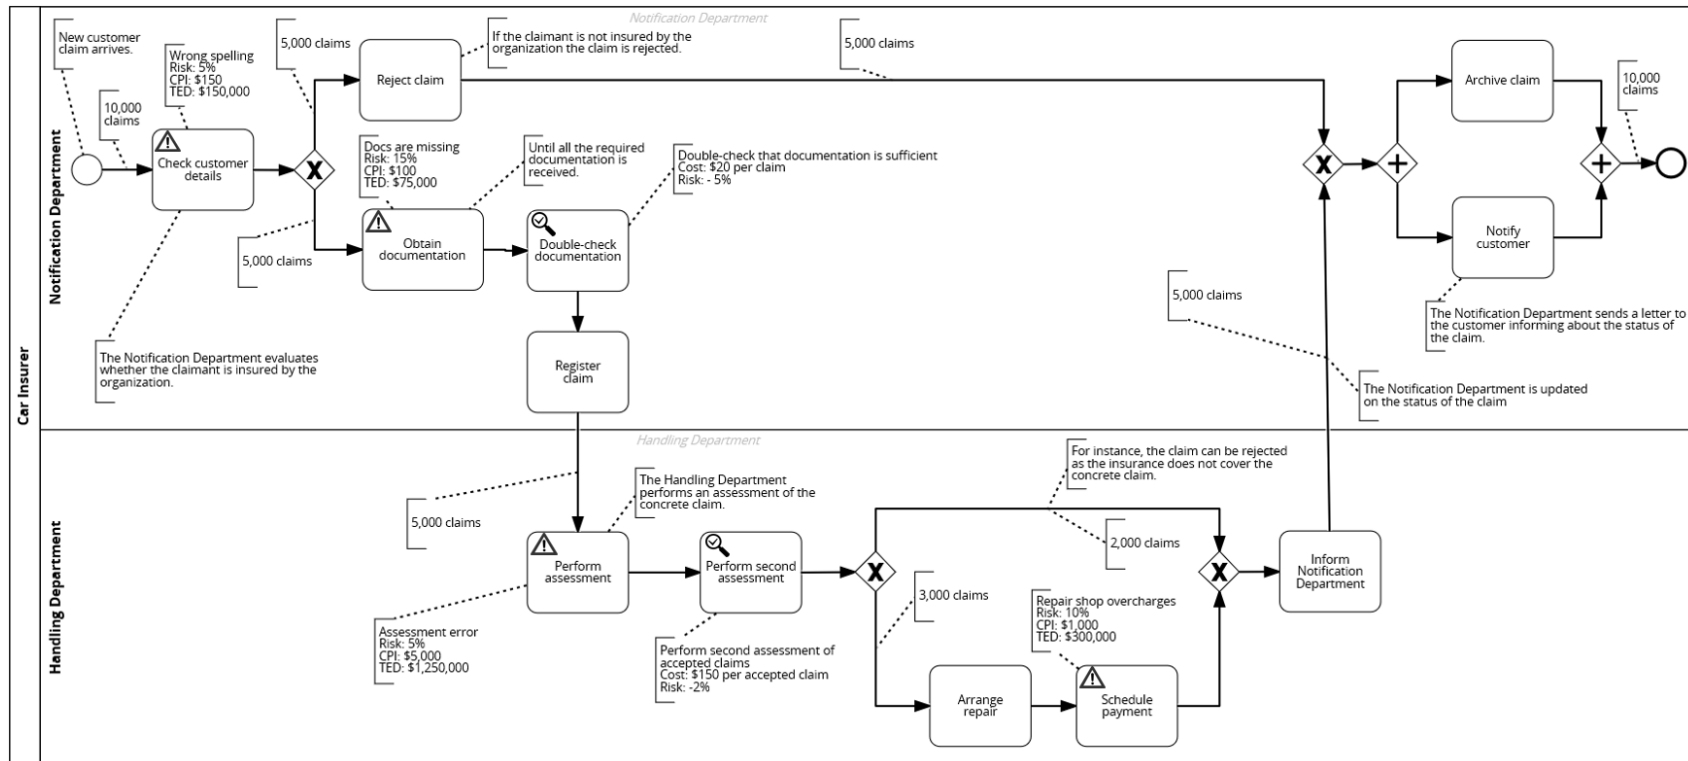 Car Insurer
Notification Department
Notification Department
New customer
claim arrives.
10,000
claims
Wrong spelling
Risk: 5%
CPI: $150
TED: $150,000
Check customer
details
The Notification Department evaluates
whether the claimant is insured by the
organization.
5,000 claims
Reject claim
If the claimant is not insured by the
organization the claim is rejected.
5,000 claims
5,000 claims
Docs are missing
Risk: 15%
CPI: $100
TED: $75,000
Obtain
documentation
Until all the required
documentation is
received.
Double-check
documentation
Double-check that documentation is sufficient
Cost: $20 per claim
Risk: - 5%
Register
claim
Archive claim
Notify
customer
10,000
claims
The Notification Department sends a letter to
the customer informing about the status of
the claim.
5,000 claims
The Notification Department is updated
on the status of the claim
Handling Department
Handling Department
5,000 claims
The Handling Department
performs an assessment of the
concrete claim.
Perform
assessment
Assessment error
Risk: 5%
CPI: $5,000
TED: $1,250,000
Perform second
assessment
Perform second assessment of
accepted claims
Cost: $150 per accepted claim
Risk: -2%
For instance, the claim can be rejected
as the insurance does not cover the
concrete claim.
2,000 claims
3,000 claims
Arrange
repair
Repair shop overcharges
Risk: 10%
CPI: $1,000
TED: $300,000
Schedule
payment
Inform
Notification
Department